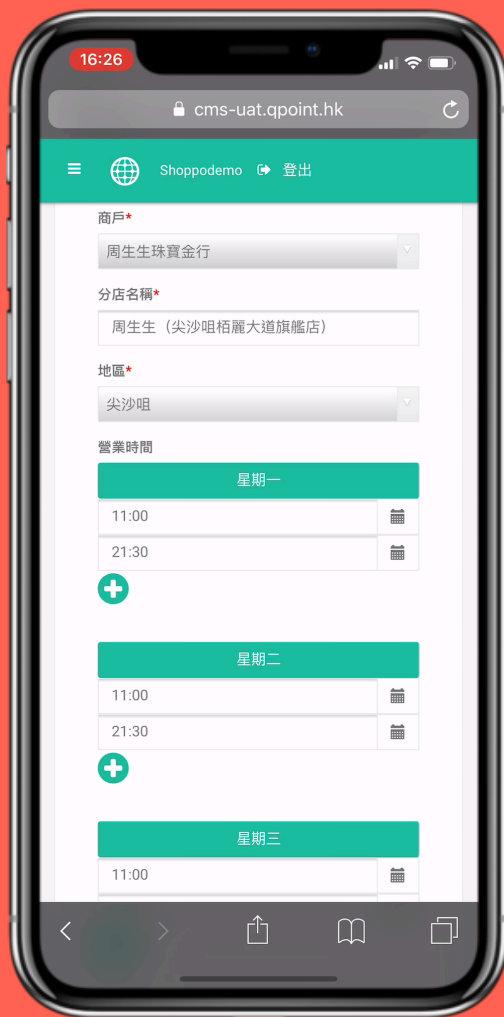 16:26
cms-uat.qpoint.hk
Shoppodemo 登出
商戶*
周生生珠寶金行
分店名稱*
周生生（尖沙咀栢麗大道旗艦店）
地區*
尖沙咀
營業時間
星期一
11:00
21:30
星期二
11:00
21:30
星期三
11:00